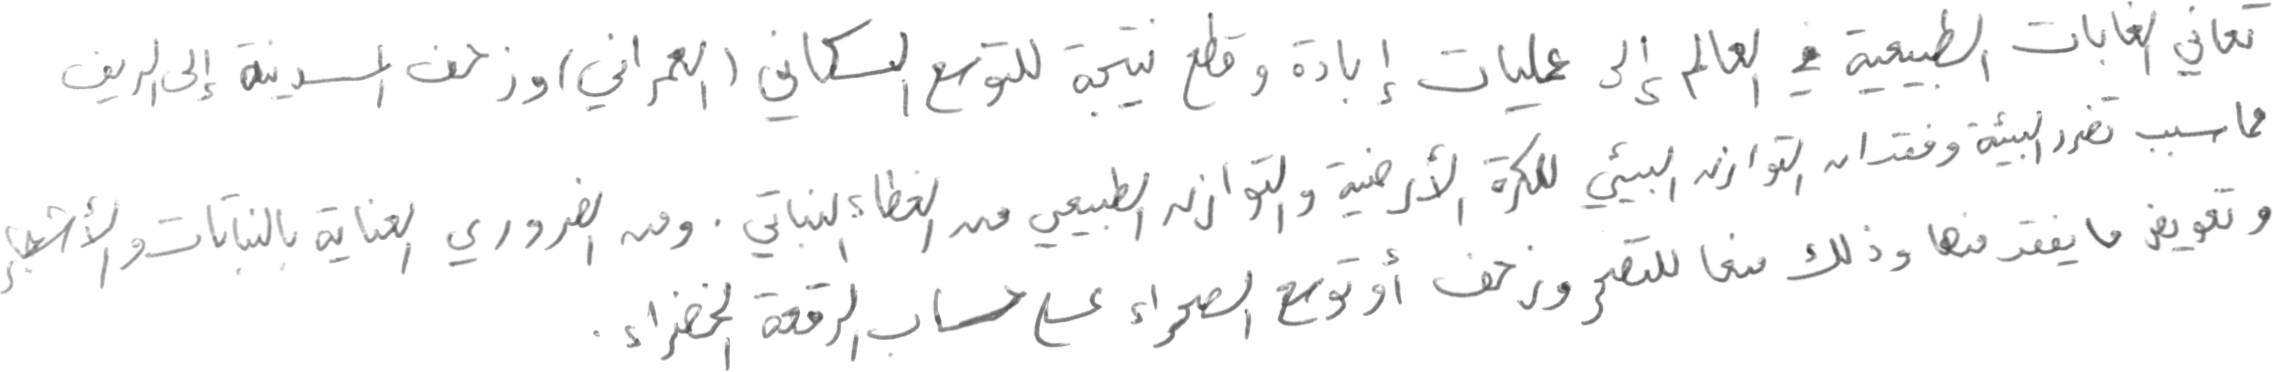 تعاني الغابات الطبيعية في العالم إلى عمليات إبادة وقطع نتيجة للتوسع السكاني (العمراني) وزحف المدينة إلى الريف
مما سبب تضرر البيئة وفقدان التوازن البيئي للكرة الأرضية والتوازن الطبيعي من الغطاء النباتي. ومن الضروري العناية بالنباتات والأشجار
وتعويض ما يفقد منها وذلك منعا للتصحر وزحف أو توسع الصحراء على حساب الرقعة الخضراء.